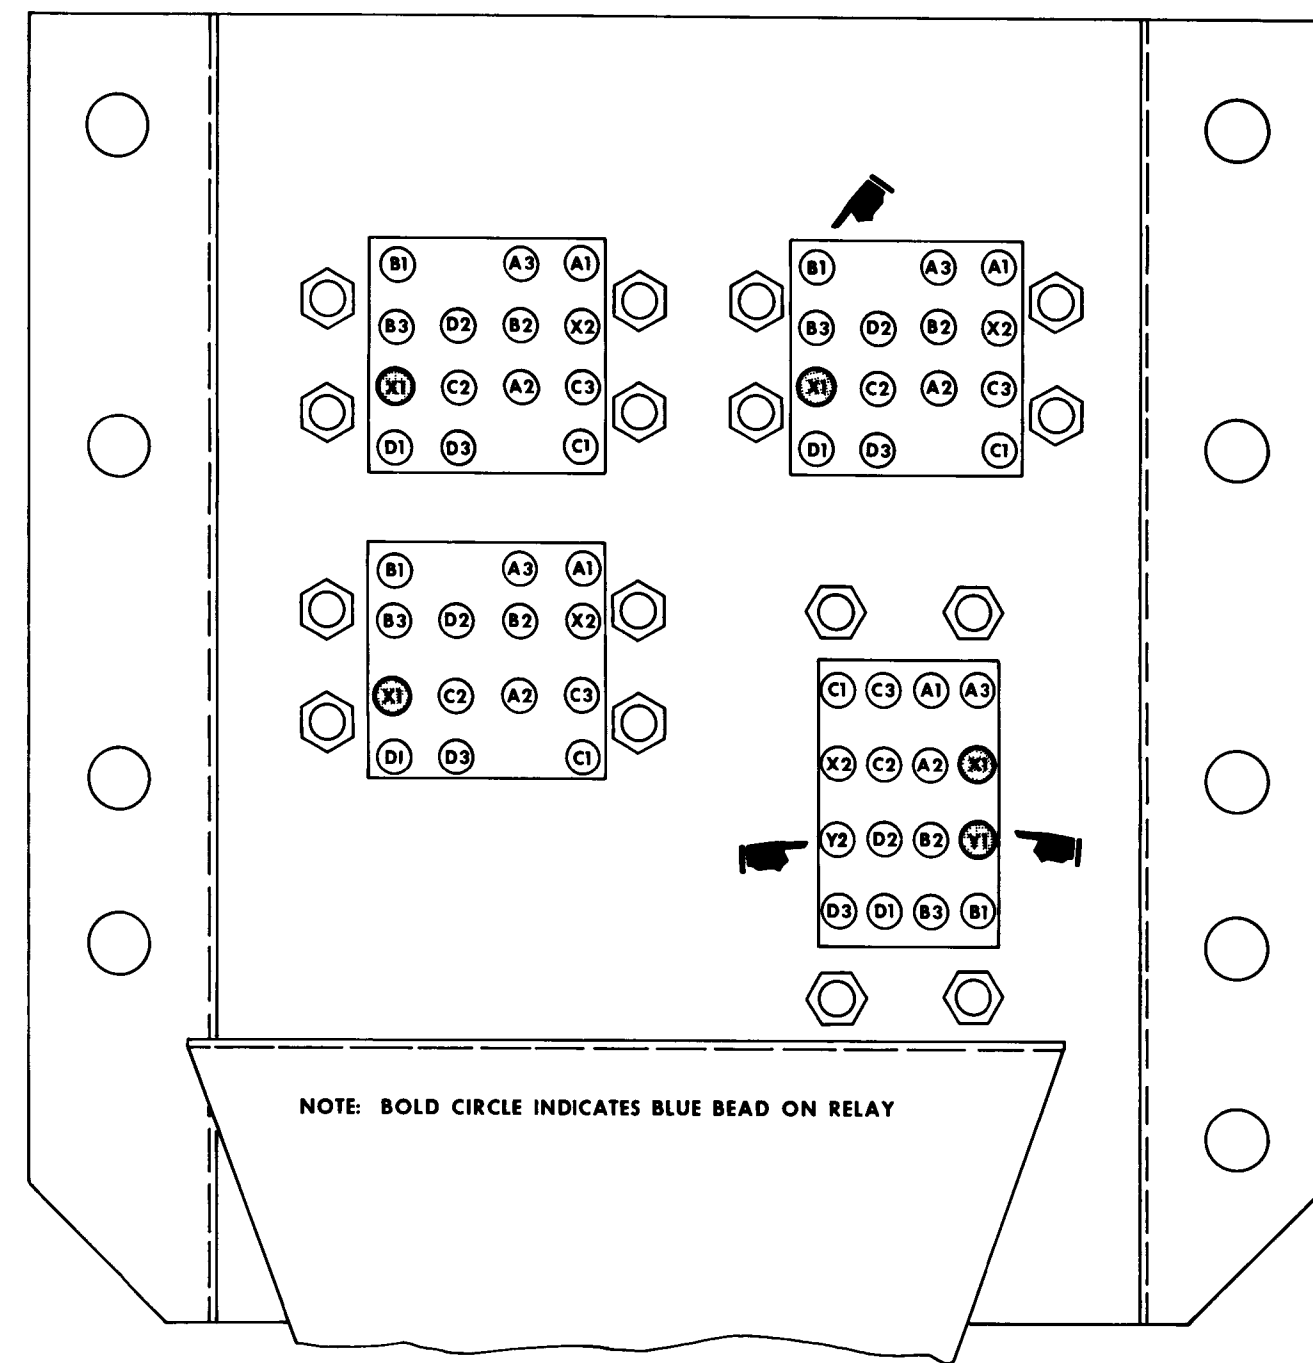 B1 A3 A1
B3 D2 B2 X2
X1 C2 A2 C3
D1 D3 C1
B1 A3 A1
B3 D2 B2 X2
X1 C2 A2 C3
D1 D3 C1
B1 A3 A1
B3 D2 B2 X2
X1 C2 A2 C3
D1 D3 C1
C1 C3 A1 A3
X2 C2 A2 X1
Y2 D2 B2 Y1
D3 D1 B3 B1
NOTE: BOLD CIRCLE INDICATES BLUE BEAD ON RELAY